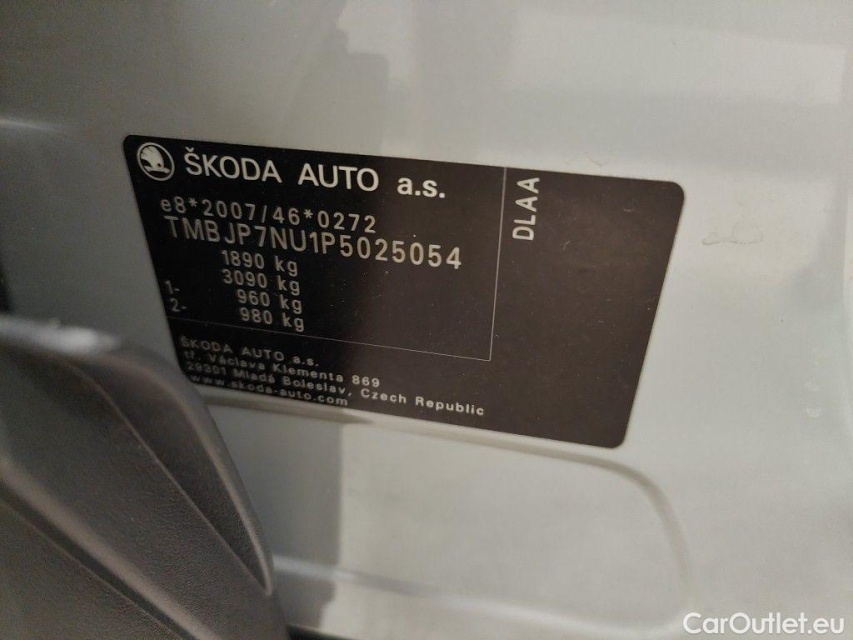 ŠKODA AUTO a.s.
e8*2007/46*0272
TMBJP7NU1P5025054
1890 kg
3090 kg
1- 960 kg
2- 980 kg
ŠKODA AUTO a.s.
tř. Václava Klementa 869
29301 Mladá Boleslav, Czech Republic
www.skoda-auto.com
DLAA
CarOutlet.eu